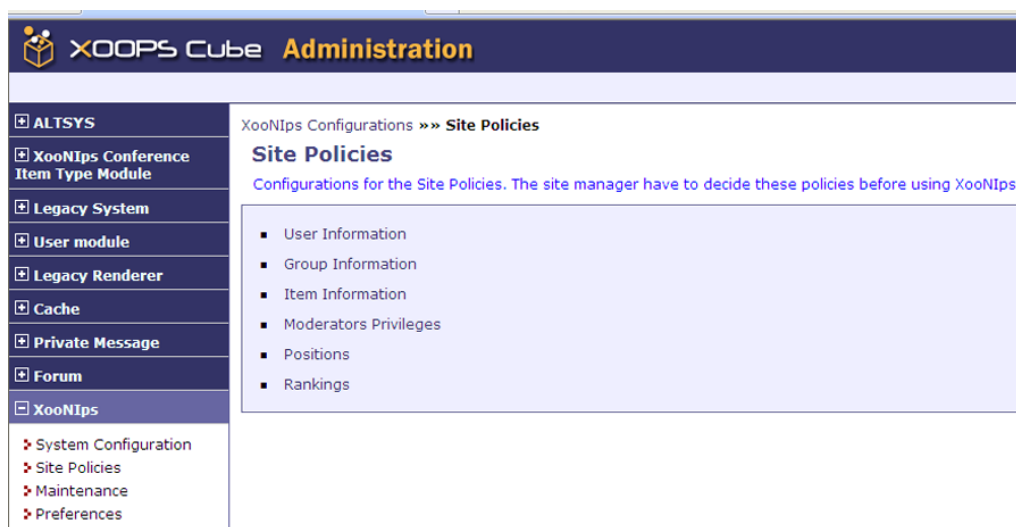 XOOPS Cube Administration
ALTSYS
XooNIps Conference
Item Type Module
Legacy System
User module
Legacy Renderer
Cache
Private Message
Forum
XooNIps
System Configuration
Site Policies
Maintenance
Preferences
XooNIps Configurations »» Site Policies
Site Policies
Configurations for the Site Policies. The site manager have to decide these policies before using XooNIps
User Information
Group Information
Item Information
Moderators Privileges
Positions
Rankings